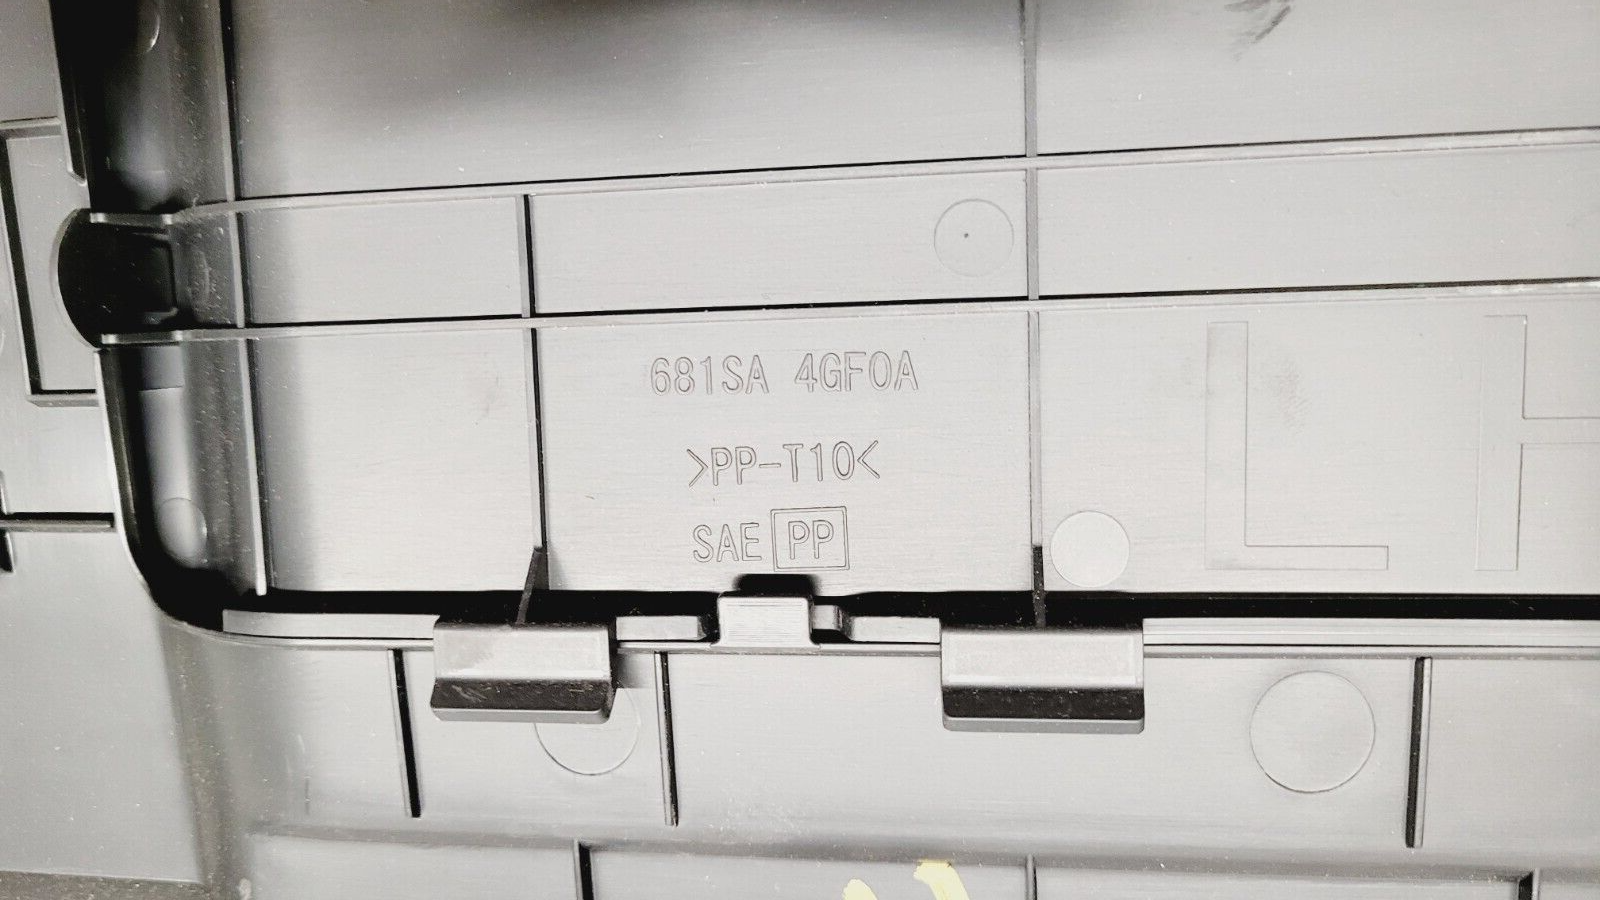 681SA 4GF0A
>PP-T10<
SAE PP
LH